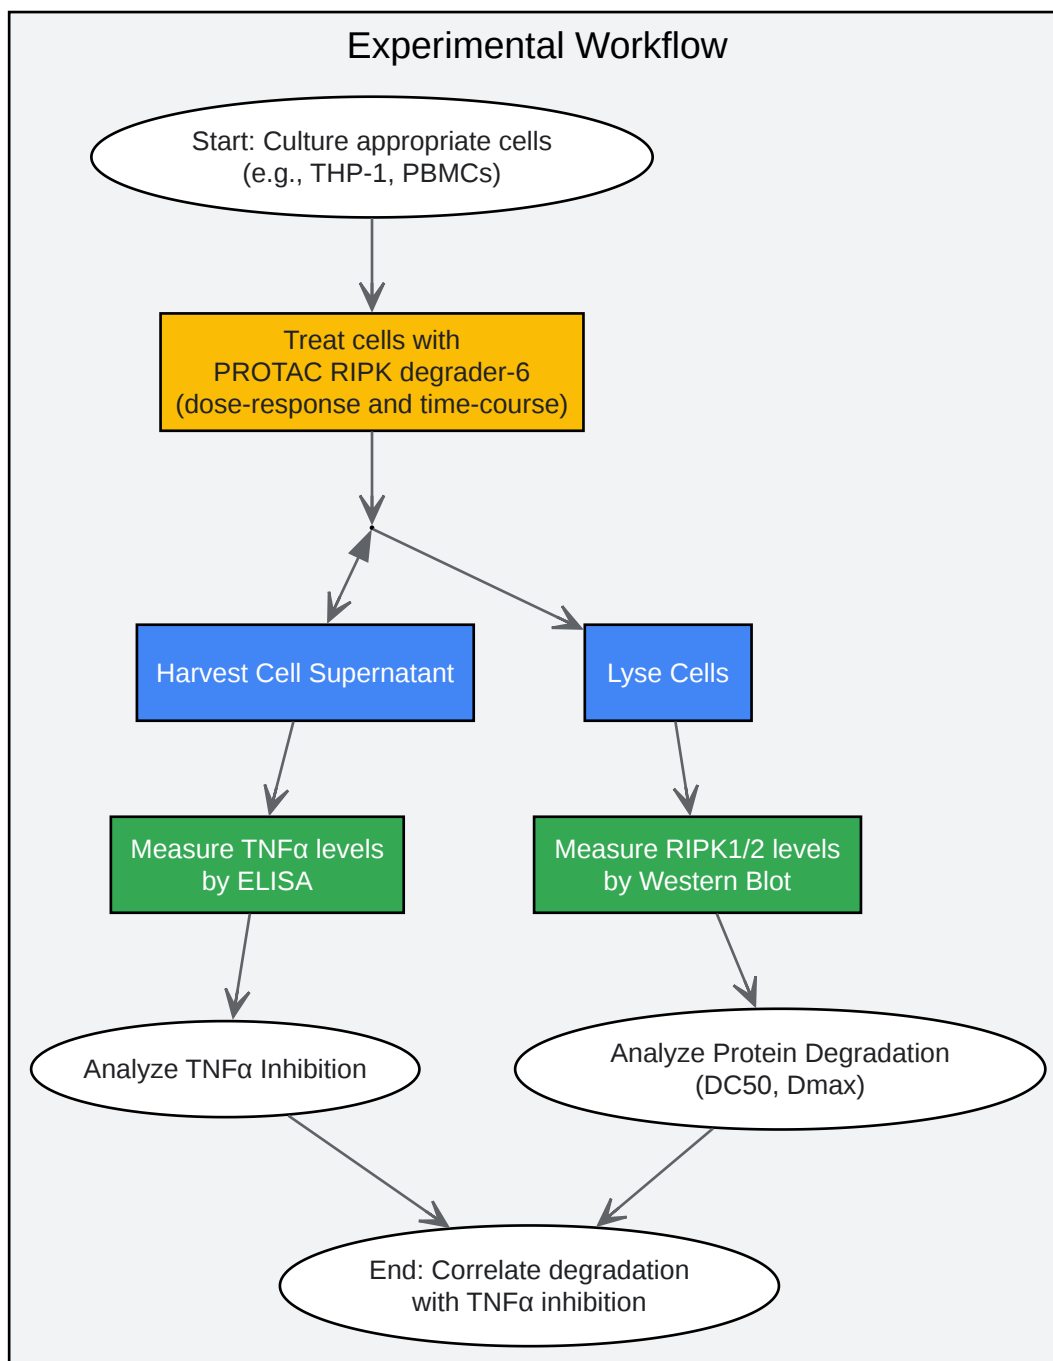 Experimental Workflow
Start: Culture appropriate cells
(e.g., THP-1, PBMCs)
Treat cells with
PROTAC RIPK degrader-6
(dose-response and time-course)
Harvest Cell Supernatant
Lyse Cells
Measure TNFα levels
by ELISA
Measure RIPK1/2 levels
by Western Blot
Analyze TNFα Inhibition
Analyze Protein Degradation
(DC50, Dmax)
End: Correlate degradation
with TNFα inhibition